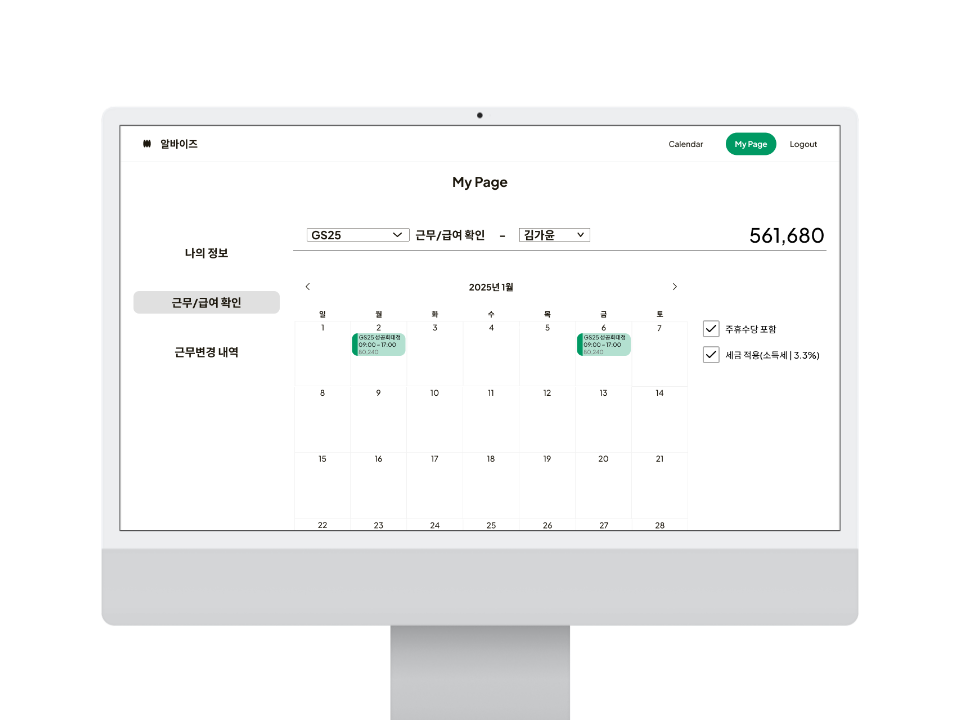 알바이즈
Calendar
My Page
Logout
My Page
나의 정보
근무/급여 확인
근무변경 내역
GS25
근무/급여 확인
–
김가윤
561,680
2025년 1월
일 월 화 수 목 금 토
1 2 3 4 5 6 7
GS25
09:00 ~ 17:00
80,240
GS25
09:00 ~ 17:00
80,240
8 9 10 11 12 13 14
15 16 17 18 19 20 21
22 23 24 25 26 27 28
주휴수당 포함
세금 적용(소득세 | 3.3%)